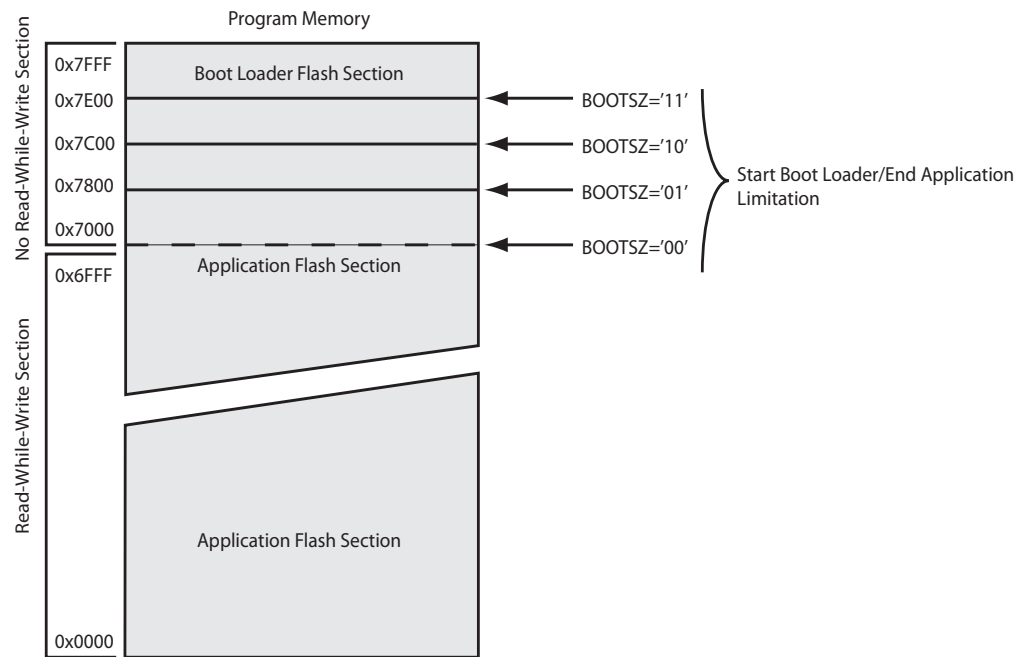 Program Memory
No Read-While-Write Section
0x7FFF
Boot Loader Flash Section
0x7E00
BOOTSZ='11'
0x7C00
BOOTSZ='10'
Start Boot Loader/End Application
Limitation
0x7800
BOOTSZ='01'
0x7000
BOOTSZ='00'
Read-While-Write Section
0x6FFF
Application Flash Section
Application Flash Section
0x0000